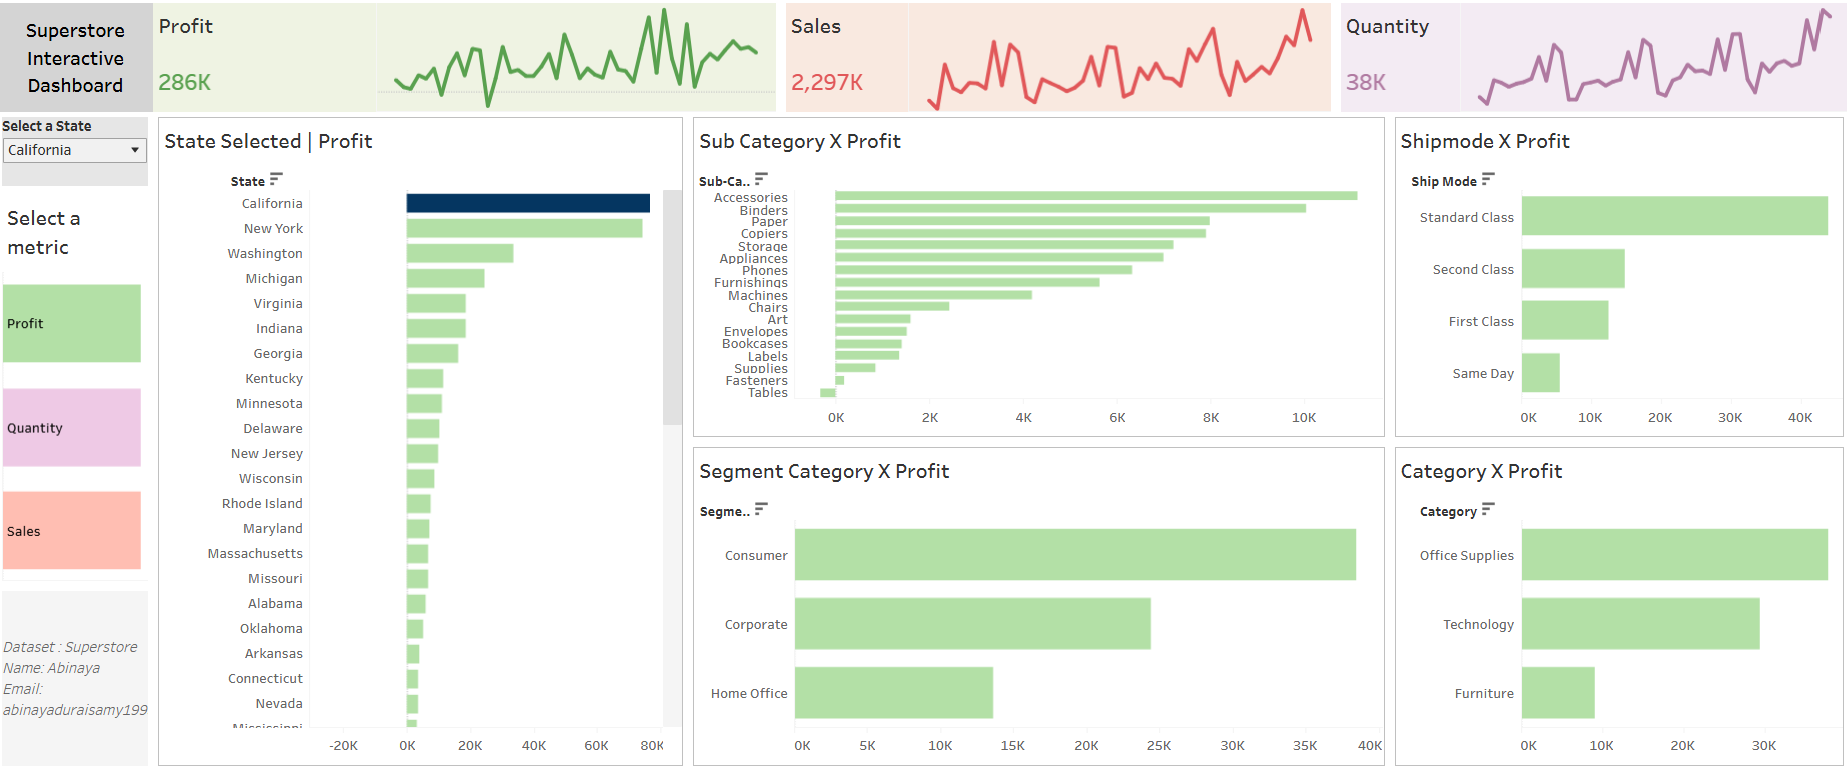 Superstore
Interactive
Dashboard
Profit
286K
Sales
2,297K
Quantity
38K
Select a State
California
Select a
metric
Profit
Quantity
Sales
Dataset : Superstore
Name: Abinaya
Email:
abinayaduraisamy199
State Selected | Profit
State
California
New York
Washington
Michigan
Virginia
Indiana
Georgia
Kentucky
Minnesota
Delaware
New Jersey
Wisconsin
Rhode Island
Maryland
Massachusetts
Missouri
Alabama
Oklahoma
Arkansas
Connecticut
Nevada
Mississippi
-20K 0K 20K 40K 60K 80K
Sub Category X Profit
Sub-Ca..
Accessories
Binders
Paper
Copiers
Storage
Appliances
Phones
Furnishings
Machines
Chairs
Art
Envelopes
Bookcases
Labels
Supplies
Fasteners
Tables
0K 2K 4K 6K 8K 10K
Shipmode X Profit
Ship Mode
Standard Class
Second Class
First Class
Same Day
0K 10K 20K 30K 40K
Segment Category X Profit
Segme..
Consumer
Corporate
Home Office
0K 5K 10K 15K 20K 25K 30K 35K 40K
Category X Profit
Category
Office Supplies
Technology
Furniture
0K 10K 20K 30K